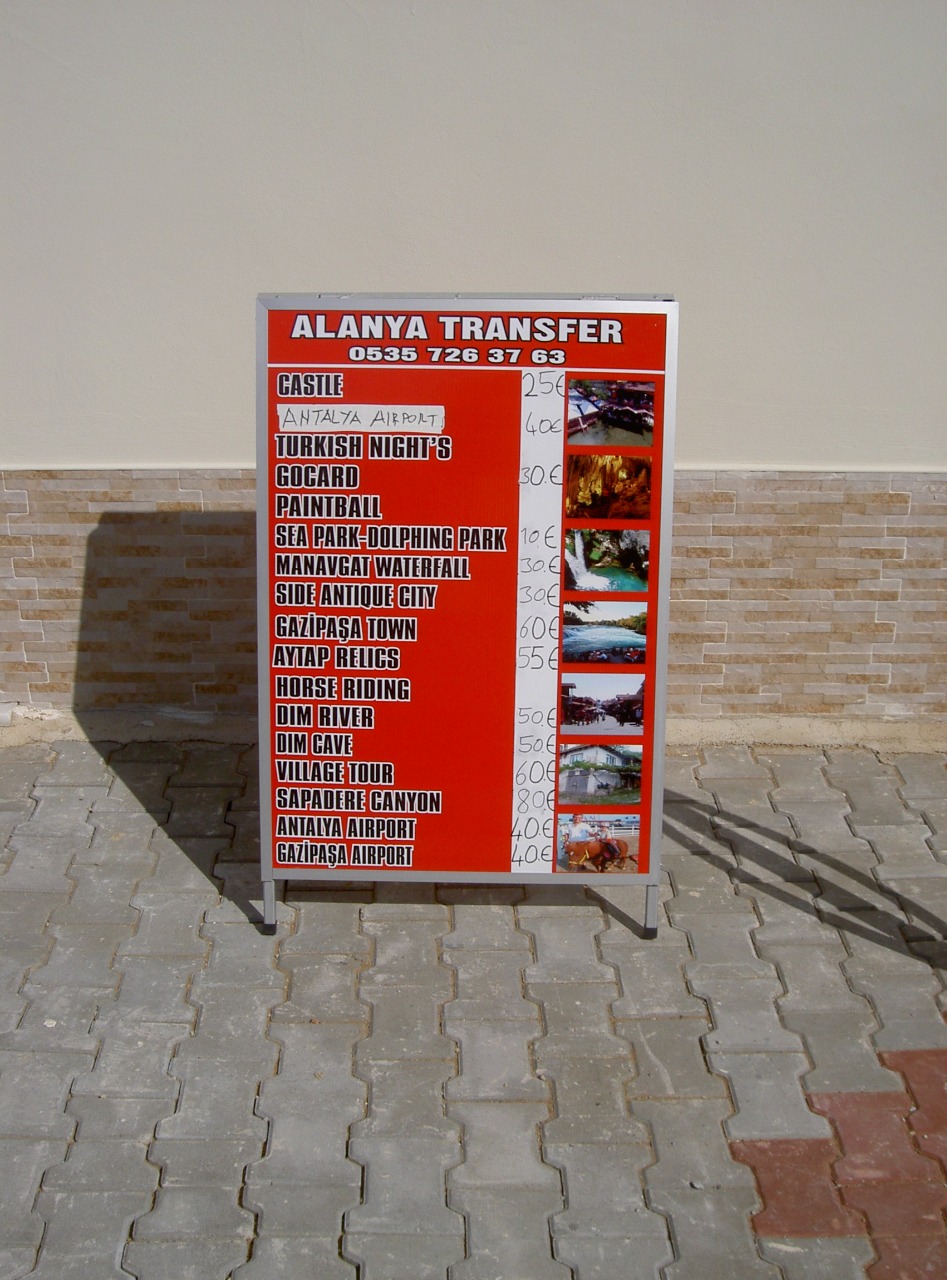 ALANYA TRANSFER
0535 726 37 63
CASTLE 25€
ANTALYA AIRPORT 40€
TURKISH NIGHT'S
GOCARD 30.€
PAINTBALL
SEA PARK-DOLPHING PARK 10€
MANAVGAT WATERFALL 30.€
SIDE ANTIQUE CITY 30€
GAZİPAŞA TOWN 60€
AYTAP RELICS 55€
HORSE RIDING
DIM RIVER 50.€
DIM CAVE 50.€
VILLAGE TOUR 60€
SAPADERE CANYON 80€
ANTALYA AIRPORT 40.€
GAZİPAŞA AIRPORT 40.€